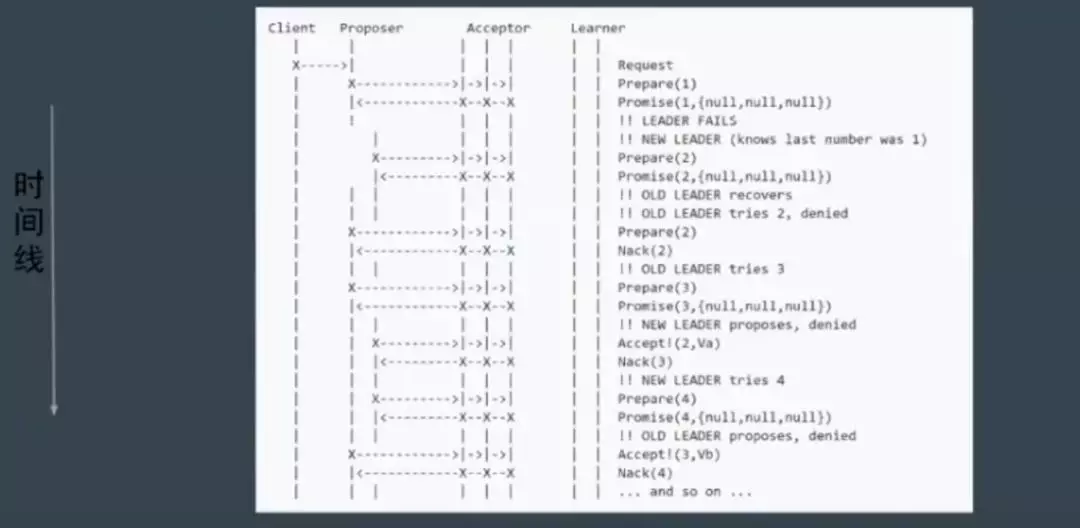 Client Proposer Acceptor Learner
| | | | | | |
X----->| | | | | | Request
| X------------>|->|->| | | Prepare(1)
| |<-----------X--X--X | | Promise(1,{null,null,null})
| ! | | | | | !! LEADER FAILS
| | | | | | | !! NEW LEADER (knows last number was 1)
| X--------->|->|->| | | Prepare(2)
| |<--------X--X--X | | Promise(2,{null,null,null})
| | | | | | | | !! OLD LEADER recovers
| | | | | | | | !! OLD LEADER tries 2, denied
| X------------>|->|->| | | Prepare(2)
| |<-----------X--X--X | | Nack(2)
| | | | | | | | !! OLD LEADER tries 3
| X------------>|->|->| | | Prepare(3)
| |<-----------X--X--X | | Promise(3,{null,null,null})
| | | | | | | | !! NEW LEADER proposes, denied
| | X--------->|->|->| | | Accept!(2,Va)
| | |<--------X--X--X | | Nack(3)
| | | | | | | | !! NEW LEADER tries 4
| | X--------->|->|->| | | Prepare(4)
| | |<--------X--X--X | | Promise(4,{null,null,null})
| | | | | | | | !! OLD LEADER proposes, denied
| X------------>|->|->| | | Accept!(3,Vb)
| |<-----------X--X--X | | Nack(4)
| | | | | | | | ... and so on ...
时间线